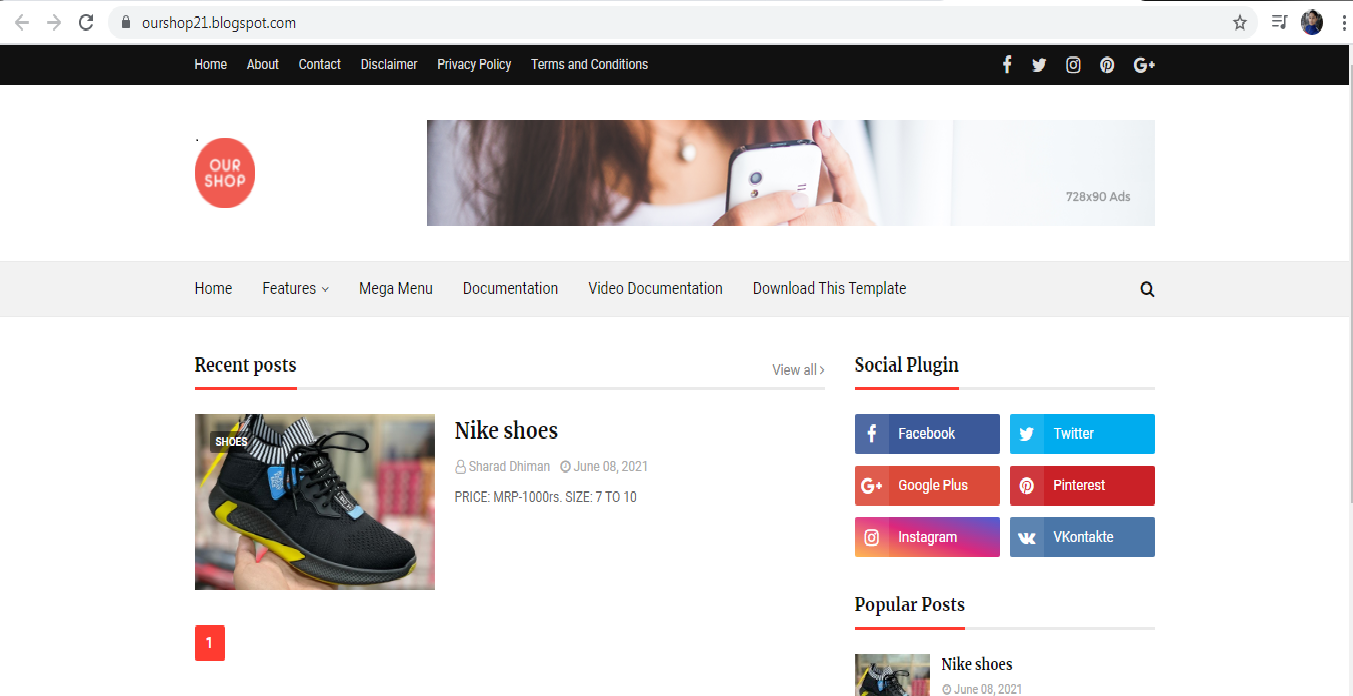 ourshop21.blogspot.com
Home About Contact Disclaimer Privacy Policy Terms and Conditions
OUR
SHOP
728x90 Ads
Home Features Mega Menu Documentation Video Documentation Download This Template
Recent posts
View all ›
SHOES
Nike shoes
Sharad Dhiman June 08, 2021
PRICE: MRP-1000rs. SIZE: 7 TO 10
1
Social Plugin
Facebook Twitter
Google Plus Pinterest
Instagram VKontakte
Popular Posts
Nike shoes
June 08, 2021